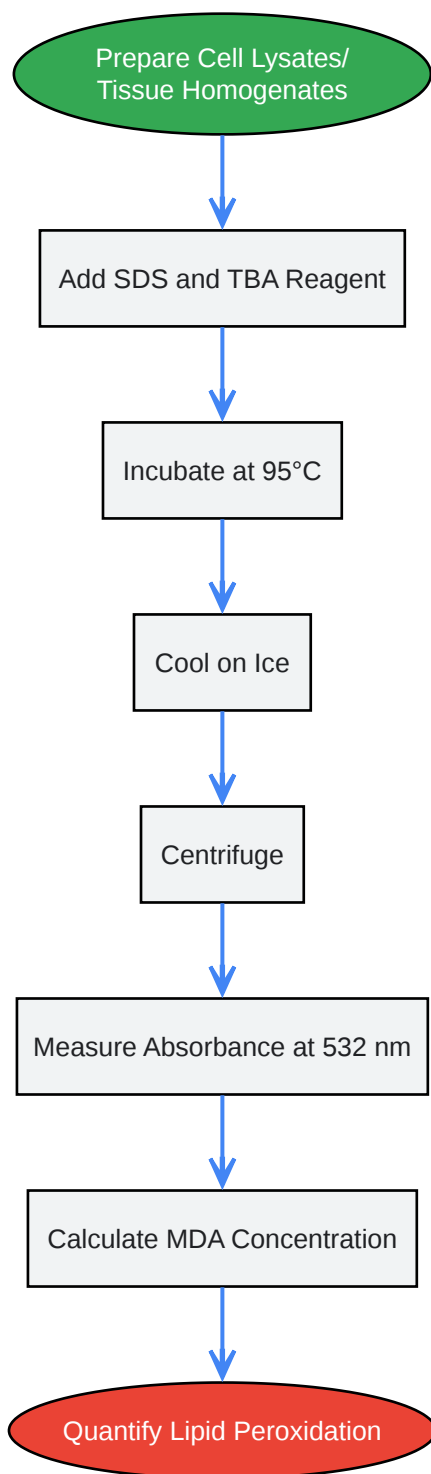 Prepare Cell Lysates/
Tissue Homogenates
Add SDS and TBA Reagent
Incubate at 95°C
Cool on Ice
Centrifuge
Measure Absorbance at 532 nm
Calculate MDA Concentration
Quantify Lipid Peroxidation